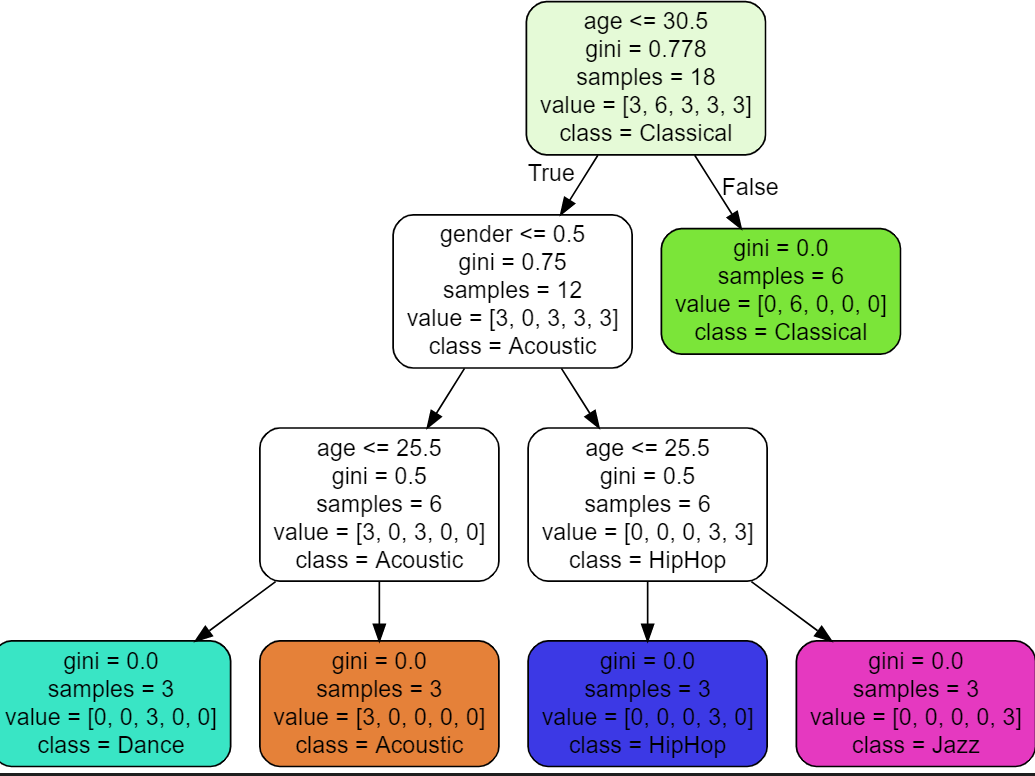 age <= 30.5
gini = 0.778
samples = 18
value = [3, 6, 3, 3, 3]
class = Classical
True
False
gender <= 0.5
gini = 0.75
samples = 12
value = [3, 0, 3, 3, 3]
class = Acoustic
gini = 0.0
samples = 6
value = [0, 6, 0, 0, 0]
class = Classical
age <= 25.5
gini = 0.5
samples = 6
value = [3, 0, 3, 0, 0]
class = Acoustic
age <= 25.5
gini = 0.5
samples = 6
value = [0, 0, 0, 3, 3]
class = HipHop
gini = 0.0
samples = 3
value = [0, 0, 3, 0, 0]
class = Dance
gini = 0.0
samples = 3
value = [3, 0, 0, 0, 0]
class = Acoustic
gini = 0.0
samples = 3
value = [0, 0, 0, 3, 0]
class = HipHop
gini = 0.0
samples = 3
value = [0, 0, 0, 0, 3]
class = Jazz